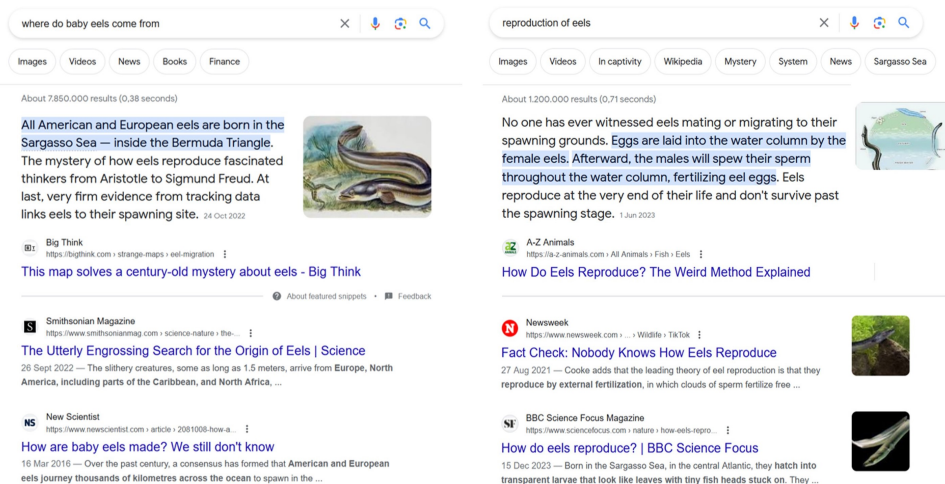 where do baby eels come from
Images
Videos
News
Books
Finance
About 7.850.000 results (0,38 seconds)
All American and European eels are born in the
Sargasso Sea — inside the Bermuda Triangle.
The mystery of how eels reproduce fascinated
thinkers from Aristotle to Sigmund Freud. At
last, very firm evidence from tracking data
links eels to their spawning site. 24 Oct 2022
Big Think
https://bigthink.com › strange-maps › eel-migration
This map solves a century-old mystery about eels - Big Think
About featured snippets • Feedback
S
Smithsonian Magazine
https://www.smithsonianmag.com › science-nature › the-...
The Utterly Engrossing Search for the Origin of Eels | Science
26 Sept 2022 — The slithery creatures, some as long as 1.5 meters, arrive from Europe, North
America, including parts of the Caribbean, and North Africa, ...
NS
New Scientist
https://www.newscientist.com › article › 2081008-how-a...
How are baby eels made? We still don't know
16 Mar 2016 — Over the past century, a consensus has formed that American and European
eels journey thousands of kilometres across the ocean to spawn in the ...
reproduction of eels
Images
Videos
In captivity
Wikipedia
Mystery
System
News
Sargasso Sea
About 1.200.000 results (0,71 seconds)
No one has ever witnessed eels mating or migrating to their
spawning grounds. Eggs are laid into the water column by the
female eels. Afterward, the males will spew their sperm
throughout the water column, fertilizing eel eggs. Eels
reproduce at the very end of their life and don't survive past
the spawning stage. 1 Jun 2023
A-Z Animals
https://a-z-animals.com › All Animals › Fish › Eels
How Do Eels Reproduce? The Weird Method Explained
N
Newsweek
https://www.newsweek.com › ... › Wildlife › TikTok
Fact Check: Nobody Knows How Eels Reproduce
27 Aug 2021 — Cooke adds that the leading theory of eel reproduction is that they
reproduce by external fertilization, in which clouds of sperm fertilize free ...
SF
BBC Science Focus Magazine
https://www.sciencefocus.com › nature › how-eels-repro...
How do eels reproduce? | BBC Science Focus
15 Dec 2023 — Born in the Sargasso Sea, in the central Atlantic, they hatch into
transparent larvae that look like leaves with tiny fish heads stuck on. They ...